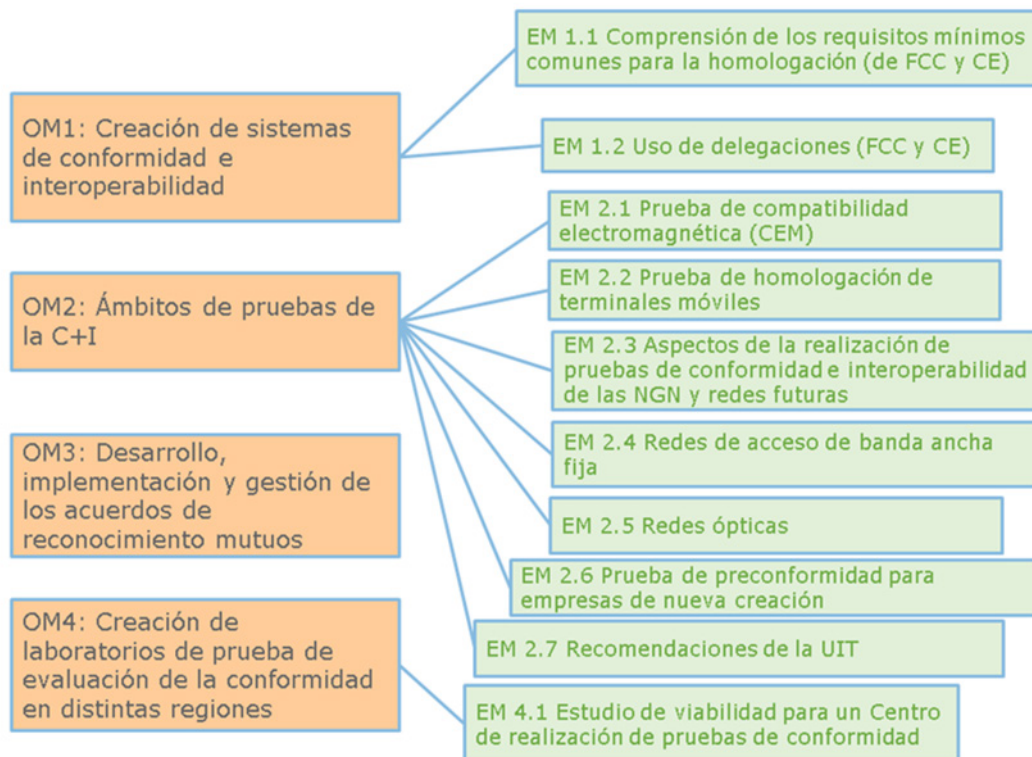 OM1: Creación de sistemas
de conformidad e
interoperabilidad
EM 1.1 Comprensión de los requisitos mínimos
comunes para la homologación (de FCC y CE)
EM 1.2 Uso de delegaciones (FCC y CE)
OM2: Ámbitos de pruebas de
la C+I
EM 2.1 Prueba de compatibilidad
electromagnética (CEM)
EM 2.2 Prueba de homologación de
terminales móviles
EM 2.3 Aspectos de la realización de
pruebas de conformidad e interoperabilidad
de las NGN y redes futuras
EM 2.4 Redes de acceso de banda ancha
fija
EM 2.5 Redes ópticas
EM 2.6 Prueba de preconformidad para
empresas de nueva creación
EM 2.7 Recomendaciones de la UIT
OM3: Desarrollo,
implementación y gestión de
los acuerdos de
reconocimiento mutuos
OM4: Creación de
laboratorios de prueba de
evaluación de la conformidad
en distintas regiones
EM 4.1 Estudio de viabilidad para un Centro
de realización de pruebas de conformidad